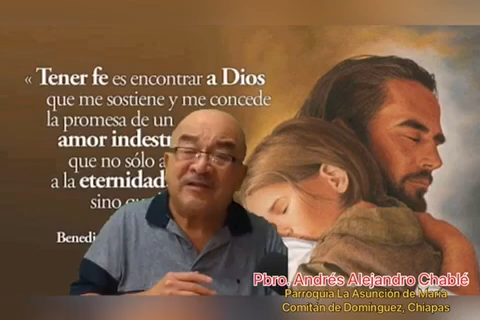 « Tener fe es encontrar a Dios
que me sostiene y me concede
la promesa de un
amor indestr
que no sólo a
a la eternidad
sino qu
Benedi
Pbro. Andrés Alejandro Chablé
Parroquia La Asunción de María
Comitán de Domínguez, Chiapas